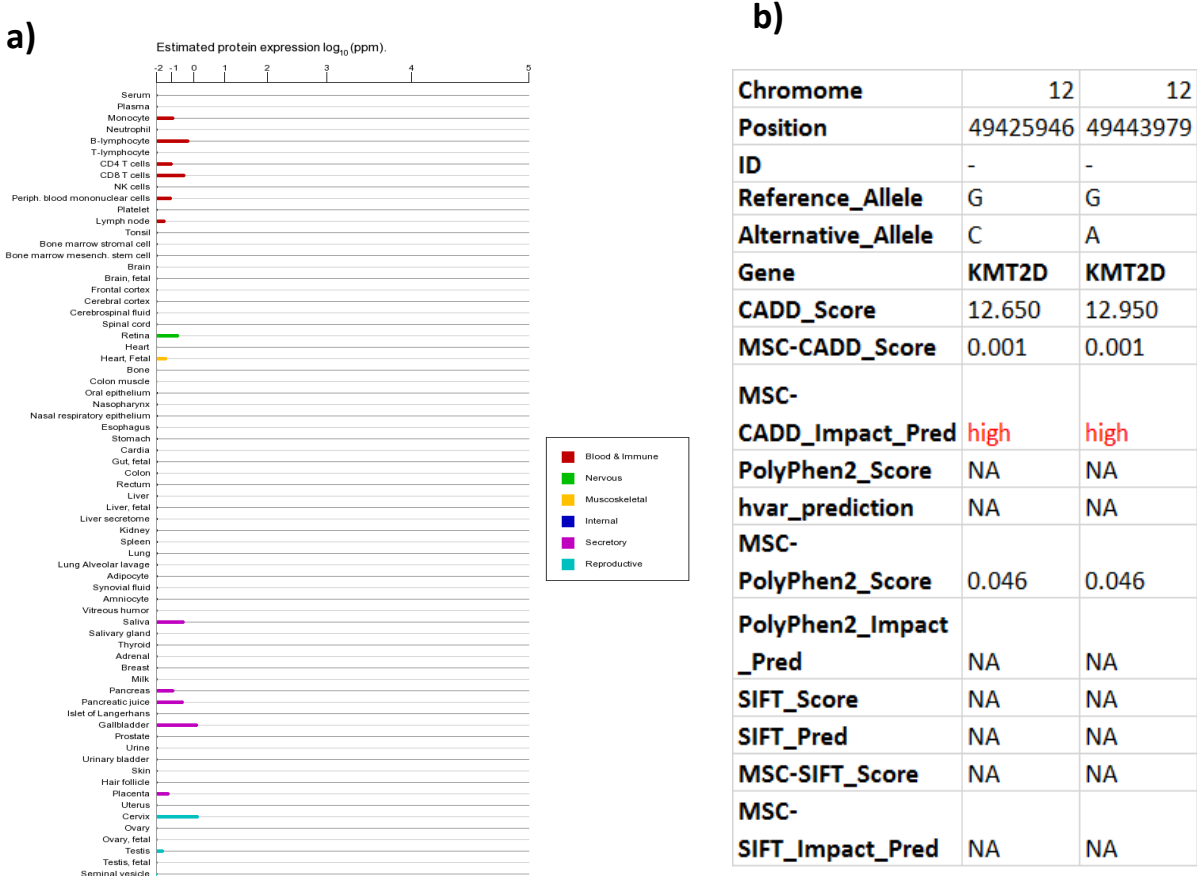 a)
Estimated protein expression log10 (ppm).
-2 -1 0 1 2 3 4 5
Serum
Plasma
Monocyte
Neutrophil
B-lymphocyte
T-lymphocyte
CD4 T cells
CD8 T cells
NK cells
Periph. blood mononuclear cells
Platelet
Lymph node
Tonsil
Bone marrow stromal cell
Bone marrow mesench. stem cell
Brain
Brain, fetal
Frontal cortex
Cerebral cortex
Cerebrospinal fluid
Spinal cord
Retina
Heart
Heart, Fetal
Bone
Colon muscle
Oral epithelium
Nasopharynx
Nasal respiratory epithelium
Esophagus
Stomach
Cardia
Gut, fetal
Colon
Rectum
Liver
Liver, fetal
Liver secretome
Kidney
Spleen
Lung
Lung Alveolar lavage
Adipocyte
Synovial fluid
Amniocyte
Vitreous humor
Saliva
Salivary gland
Thyroid
Adrenal
Breast
Milk
Pancreas
Pancreatic juice
Islet of Langerhans
Gallbladder
Prostate
Urine
Urinary bladder
Skin
Hair follicle
Placenta
Uterus
Cervix
Ovary
Ovary, fetal
Testis
Testis, fetal
Seminal vesicle
Blood & Immune
Nervous
Muscoskeletal
Internal
Secretory
Reproductive
b)
Chromome 12 12
Position 49425946 49443979
ID - -
Reference_Allele G G
Alternative_Allele C A
Gene KMT2D KMT2D
CADD_Score 12.650 12.950
MSC-CADD_Score 0.001 0.001
MSC-
CADD_Impact_Pred high high
PolyPhen2_Score NA NA
hvar_prediction NA NA
MSC-
PolyPhen2_Score 0.046 0.046
PolyPhen2_Impact
_Pred NA NA
SIFT_Score NA NA
SIFT_Pred NA NA
MSC-SIFT_Score NA NA
MSC-
SIFT_Impact_Pred NA NA